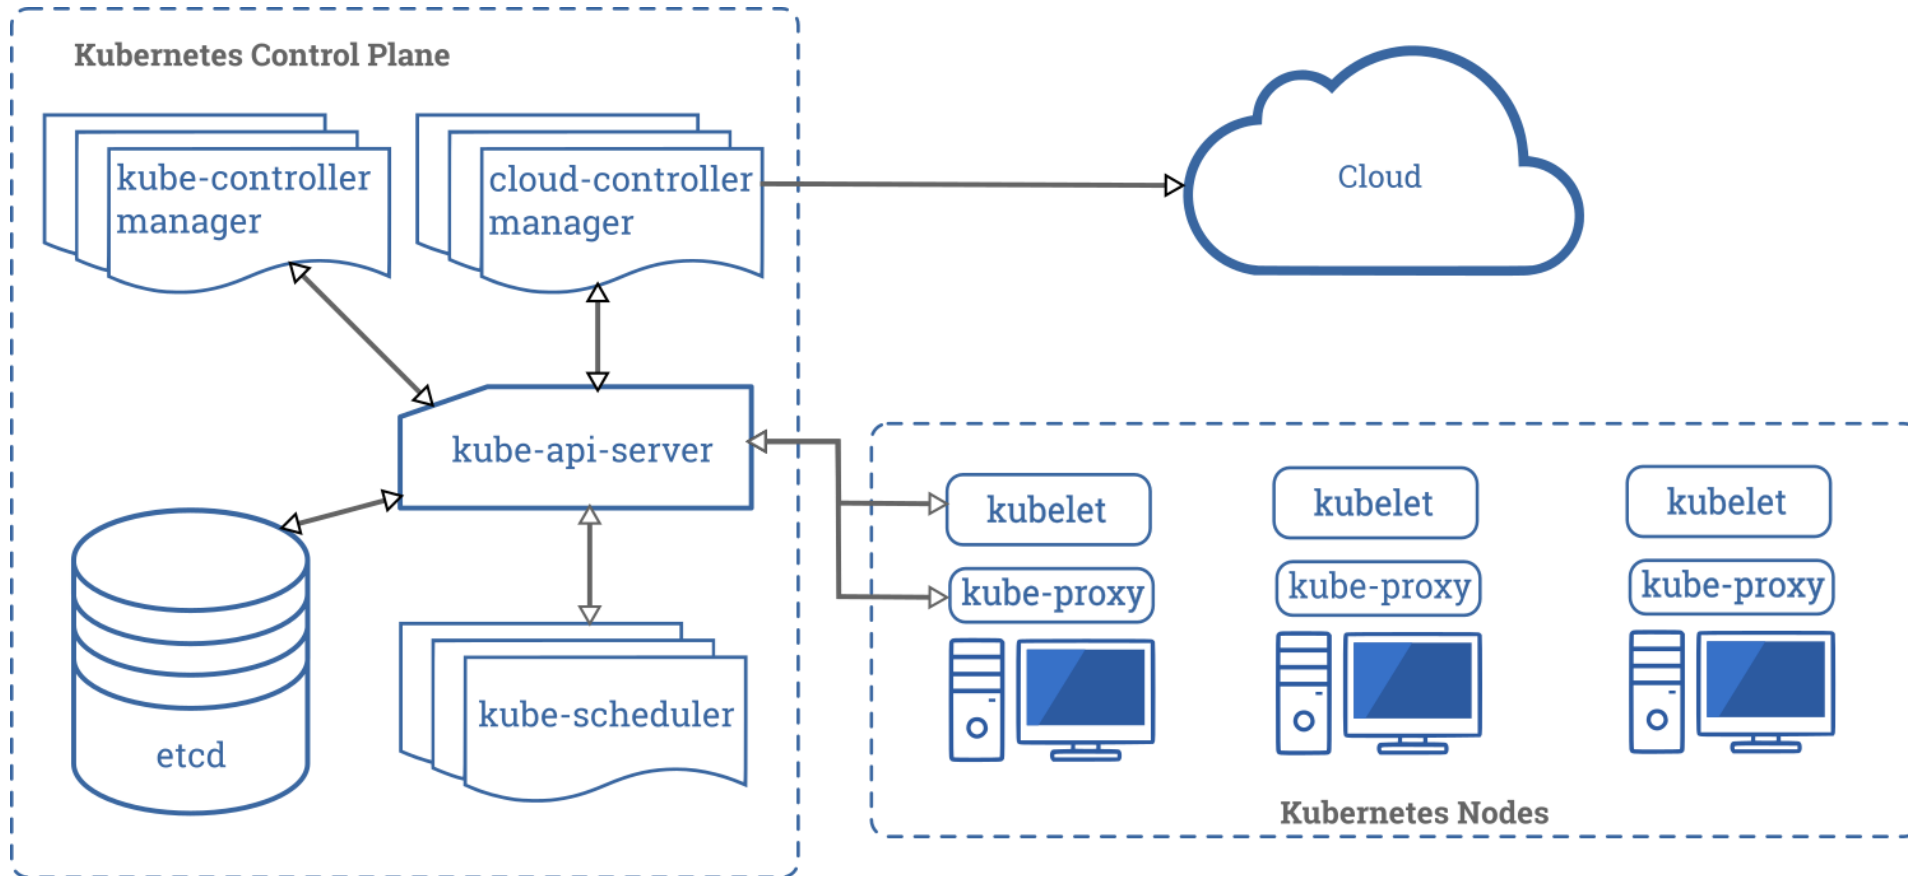 Kubernetes Control Plane
kube-controller
manager
cloud-controller
manager
Cloud
kube-api-server
kubelet
kubelet
kubelet
kube-proxy
kube-proxy
kube-proxy
kube-scheduler
etcd
Kubernetes Nodes